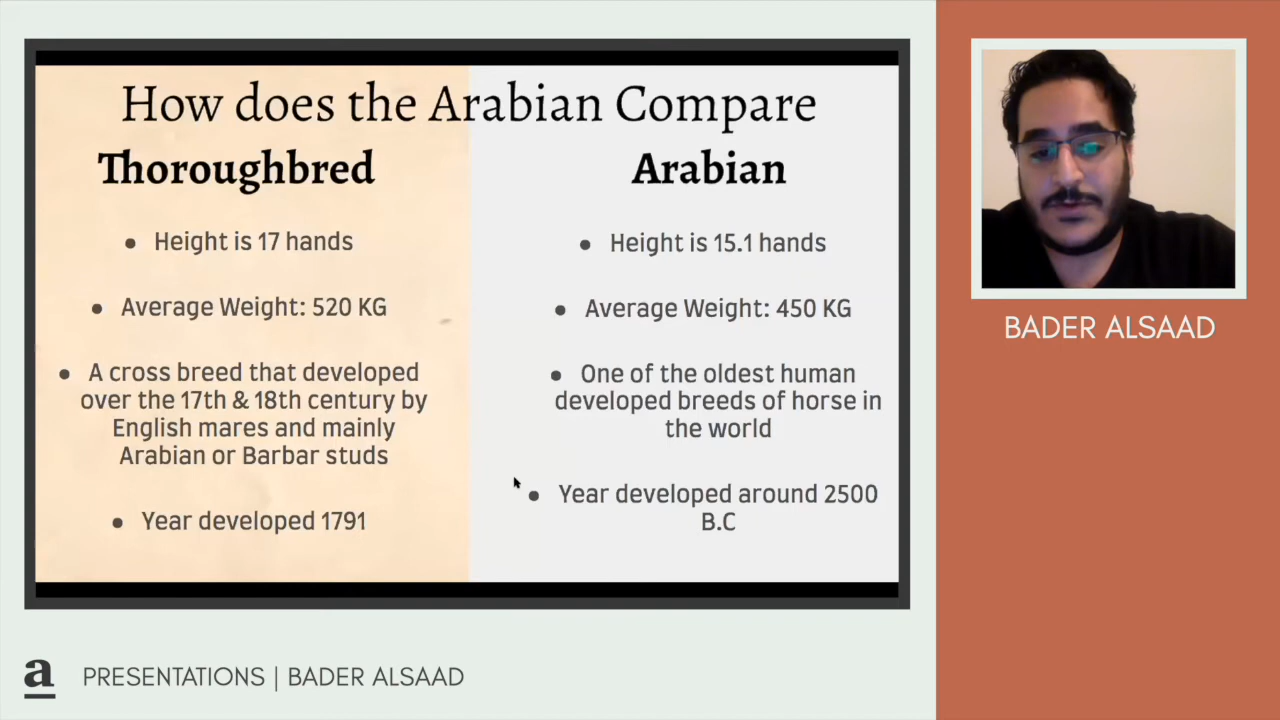 How does the Arabian Compare
Thoroughbred
• Height is 17 hands
• Average Weight: 520 KG
• A cross breed that developed
over the 17th & 18th century by
English mares and mainly
Arabian or Barbar studs
• Year developed 1791
Arabian
• Height is 15.1 hands
• Average Weight: 450 KG
• One of the oldest human
developed breeds of horse in
the world
• Year developed around 2500
B.C
BADER ALSAAD
a PRESENTATIONS | BADER ALSAAD